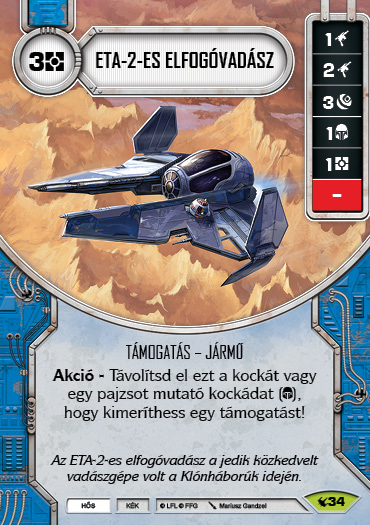 3
ETA-2-ES ELFOGÓVADÁSZ
1
2
3
1
1
-
TÁMOGATÁS – JÁRMŰ
Akció - Távolítsd el ezt a kockát vagy
egy pajzsot mutató kockádat ( ),
hogy kimeríthess egy támogatást!
Az ETA-2-es elfogóvadász a jedik közkedvelt
vadászgépe volt a Klónháborúk idején.
HŐS
KÉK
© LFL © FFG
Mariusz Gandzel
34